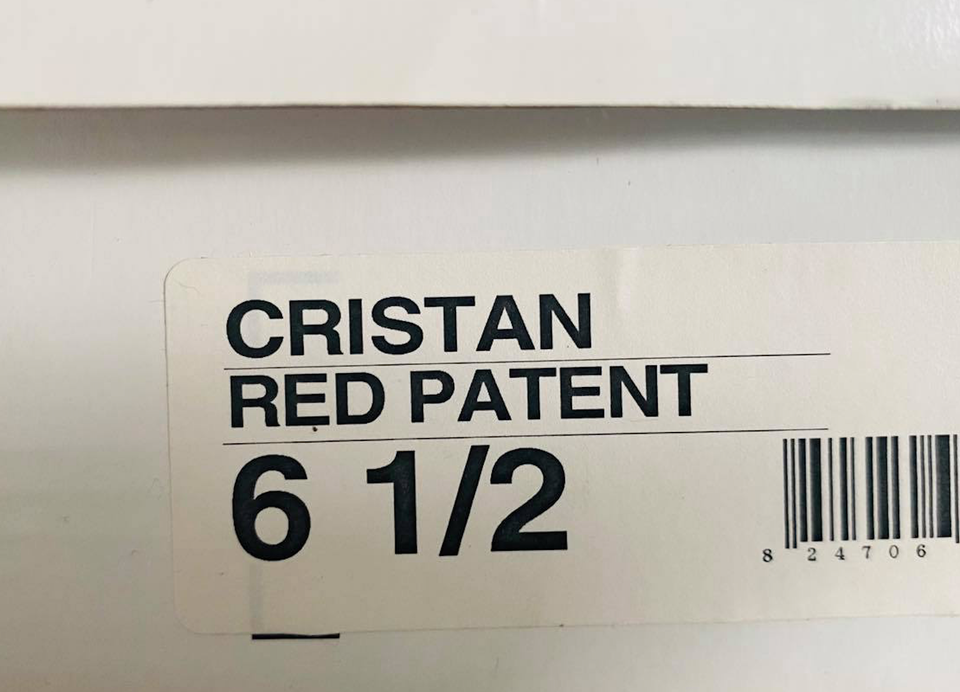 CRISTAN
RED PATENT
6 1/2
8 24706